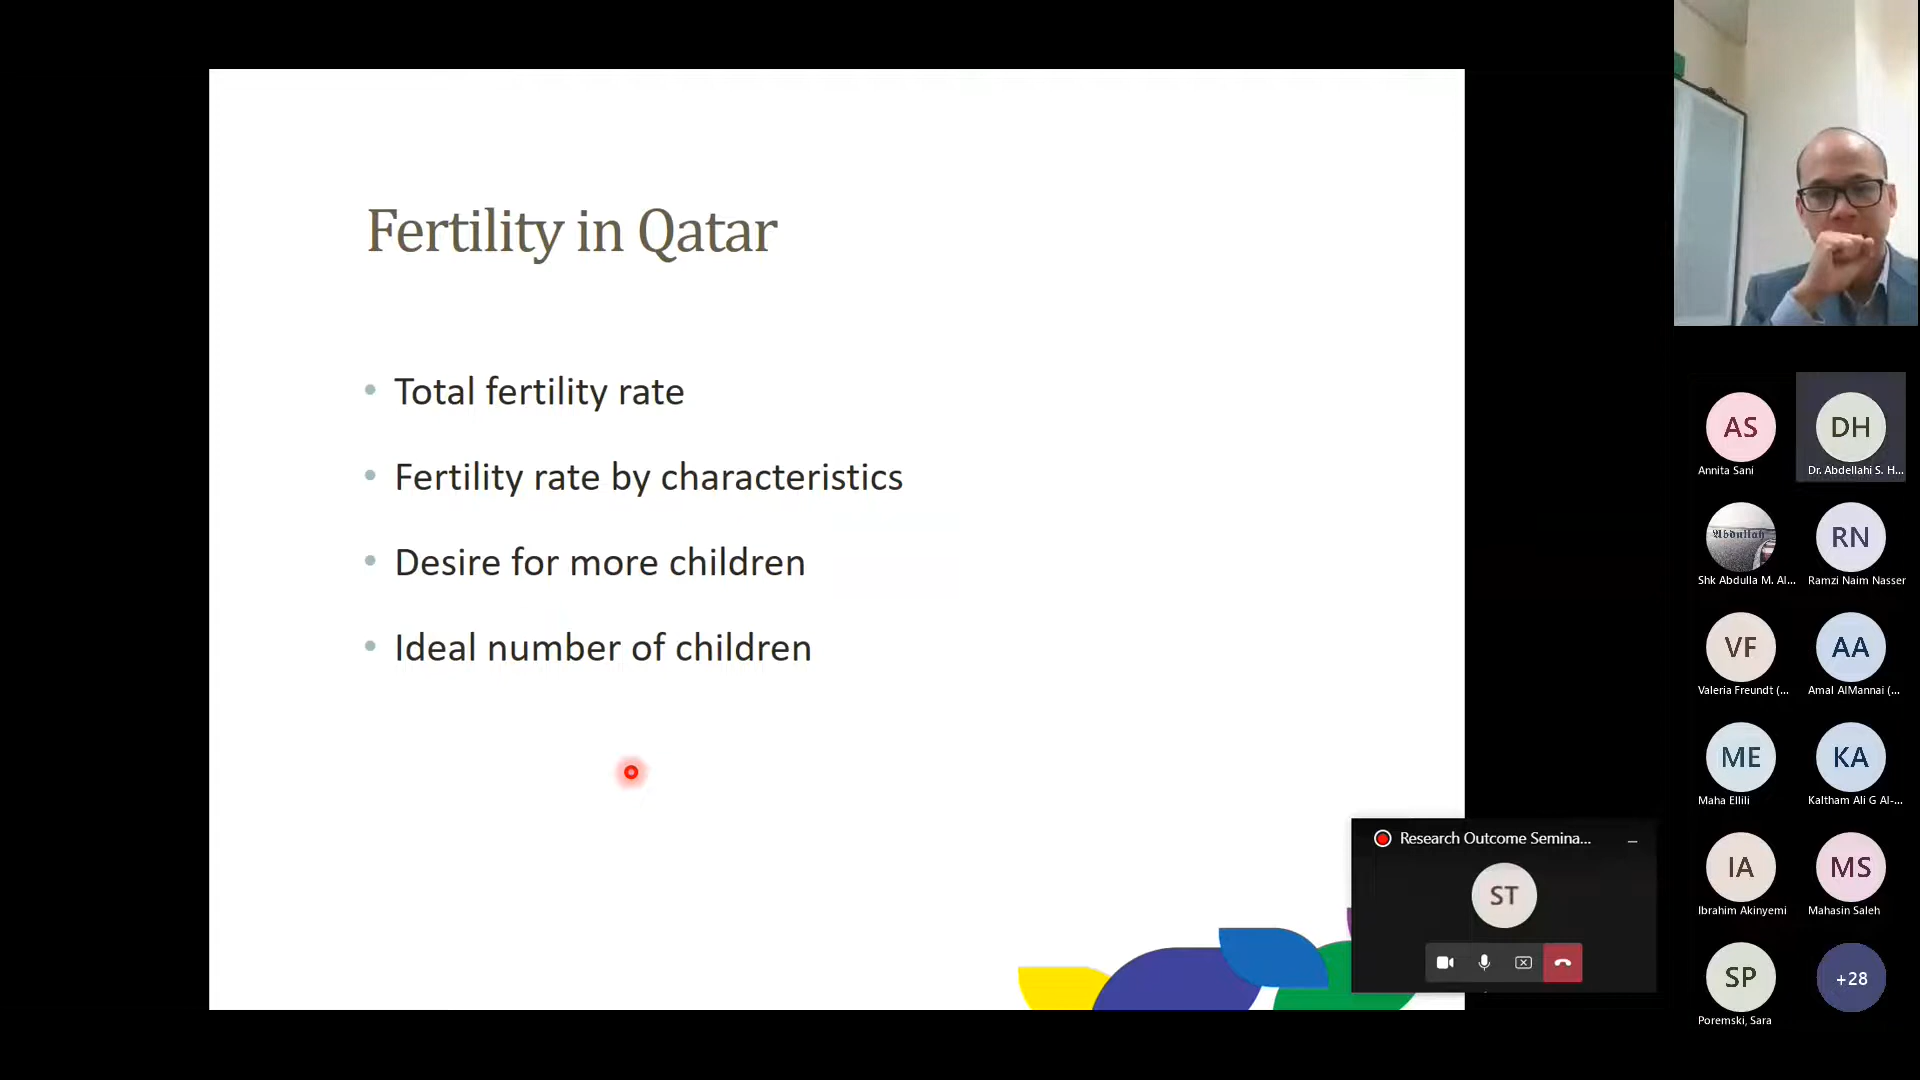 Fertility in Qatar
• Total fertility rate
• Fertility rate by characteristics
• Desire for more children
• Ideal number of children
Research Outcome Semina...
ST
AS
Annita Sani
DH
Dr. Abdellahi S. H...
Abdullah
Shk Abdulla M. Al...
RN
Ramzi Naim Nasser
VF
Valeria Freundt (...
AA
Amal AlMannai (...
ME
Maha Ellili
KA
Kaltham Ali G Al-...
IA
Ibrahim Akinyemi
MS
Mahasin Saleh
SP
Poremski, Sara
+28